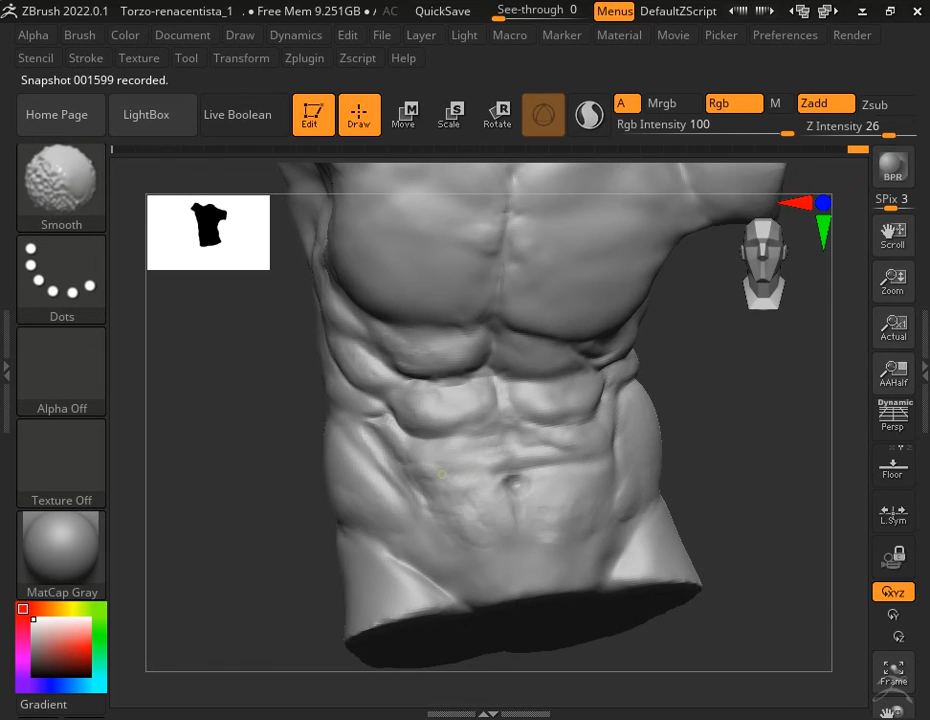 ZBrush 2022.0.1 Torzo-renacentista_1 . • Free Mem 9.251GB • AC QuickSave See-through 0 Menus DefaultZScript
Alpha Brush Color Document Draw Dynamics Edit File Layer Light Macro Marker Material Movie Picker Preferences Render
Stencil Stroke Texture Tool Transform Zplugin Zscript Help
Snapshot 001599 recorded.
Home Page LightBox Live Boolean Edit Draw Move Scale Rotate A Mrgb Rgb M Zadd Zsub
Rgb Intensity 100 Z Intensity 26
Smooth
Dots
Alpha Off
Texture Off
MatCap Gray
Gradient
BPR
SPix 3
Scroll
Zoom
Actual
AAHalf
Dynamic
Persp
Floor
L.Sym
XYZ
Y
Z
Frame